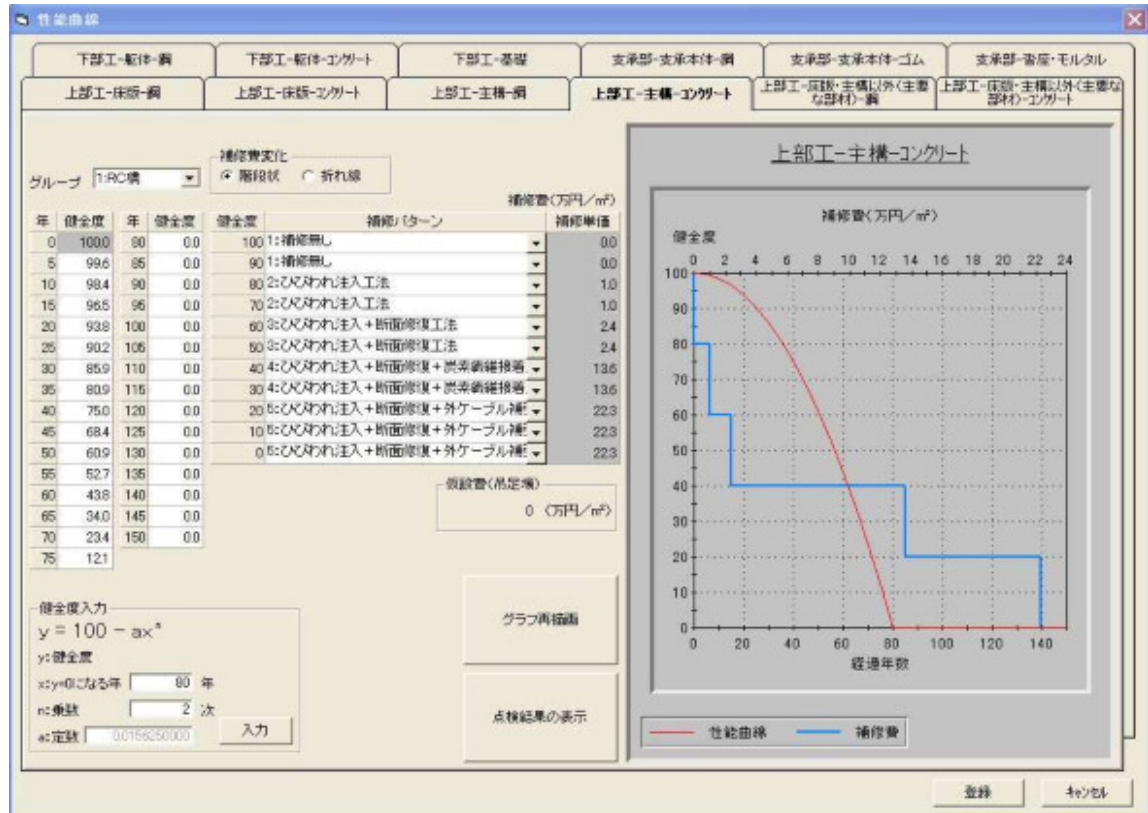 性能曲線
下部工-躯体-鋼 下部工-躯体-コンクリート 下部工-基礎 支承部-支承本体-鋼 支承部-支承本体-ゴム 支承部-沓座・モルタル
上部工-床版-鋼 上部工-床版-コンクリート 上部工-主構-鋼 上部工-主構-コンクリート 上部工-床版・主構以外(主要な部材)-鋼 上部工-床版・主構以外(主要な部材)-コンクリート
グループ 1:RC橋
補修費変化
階段状 折れ線
補修費(万円/m²)
年 健全度 年 健全度 健全度 補修パターン 補修単価
0 100.0 80 0.0 100 1:補修無し 0.0
5 99.6 85 0.0 90 1:補修無し 0.0
10 98.4 90 0.0 80 2:ひびわれ注入工法 1.0
15 96.5 95 0.0 70 2:ひびわれ注入工法 1.0
20 93.8 100 0.0 60 3:ひびわれ注入+断面修復工法 2.4
25 90.2 105 0.0 50 3:ひびわれ注入+断面修復工法 2.4
30 85.9 110 0.0 40 4:ひびわれ注入+断面修復+炭素繊維接着 13.6
35 80.9 115 0.0 30 4:ひびわれ注入+断面修復+炭素繊維接着 13.6
40 75.0 120 0.0 20 5:ひびわれ注入+断面修復+外ケーブル補 22.3
45 68.4 125 0.0 10 5:ひびわれ注入+断面修復+外ケーブル補 22.3
50 60.9 130 0.0 0 5:ひびわれ注入+断面修復+外ケーブル補 22.3
55 52.7 135 0.0
60 43.8 140 0.0
65 34.0 145 0.0
70 23.4 150 0.0
75 12.1
仮設費(吊足場)
0 (万円/m²)
健全度入力
y = 100 - axⁿ
y:健全度
x:y=0になる年 80 年
n:乗数 2 次
a:定数 0.0156250000
入力
グラフ再描画
点検結果の表示
上部工-主構-コンクリート
補修費(万円/m²)
健全度
0 2 4 6 8 10 12 14 16 18 20 22 24
100
90
80
70
60
50
40
30
20
10
0
0 20 40 60 80 100 120 140
経過年数
性能曲線 補修費
登録 キャンセル